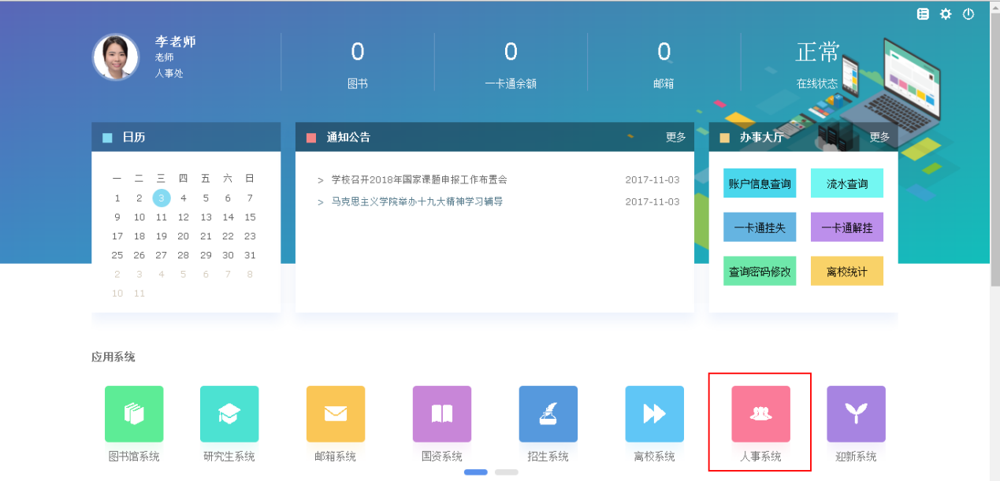 李老师
老师
人事处
0
图书
0
一卡通余额
0
邮箱
正常
在线状态
日历
一 二 三 四 五 六 日
1 2 3 4 5 6 7
9 10 11 12 13 14 15
17 18 19 20 21 22 23
25 26 27 28 29 30 31
2 3 4 5 6 7 8
10 11
通知公告 更多
> 学校召开2018年国家课题申报工作布置会 2017-11-03
> 马克思主义学院举办十九大精神学习辅导 2017-11-03
办事大厅 更多
账户信息查询 流水查询
一卡通挂失 一卡通解挂
查询密码修改 离校统计
应用系统
图书馆系统 研究生系统 邮箱系统 国资系统 招生系统 离校系统 人事系统 迎新系统